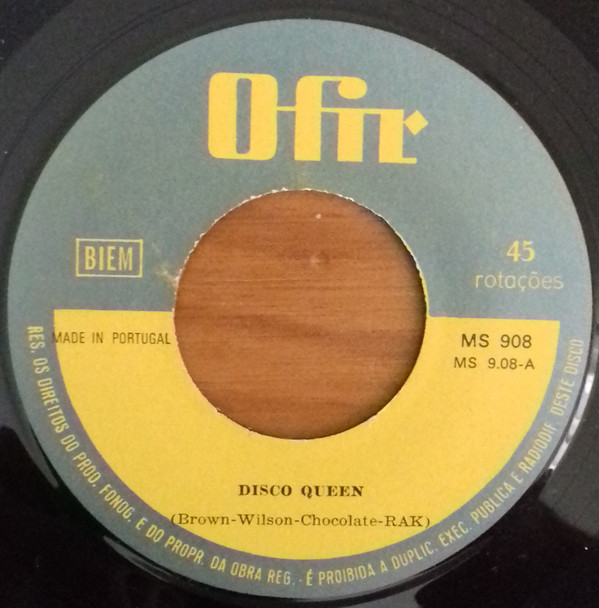 Ofir
BIEM
45
rotações
MADE IN PORTUGAL
MS 908
MS 9.08-A
DISCO QUEEN
(Brown-Wilson-Chocolate-RAK)
RES. OS DIREITOS DO PROD. FONOG. E DO PROPR. DA OBRA REG. - É PROIBIDA A DUPLIC. EXEC. PUBLICA E RADIODIF. DESTE DISCO